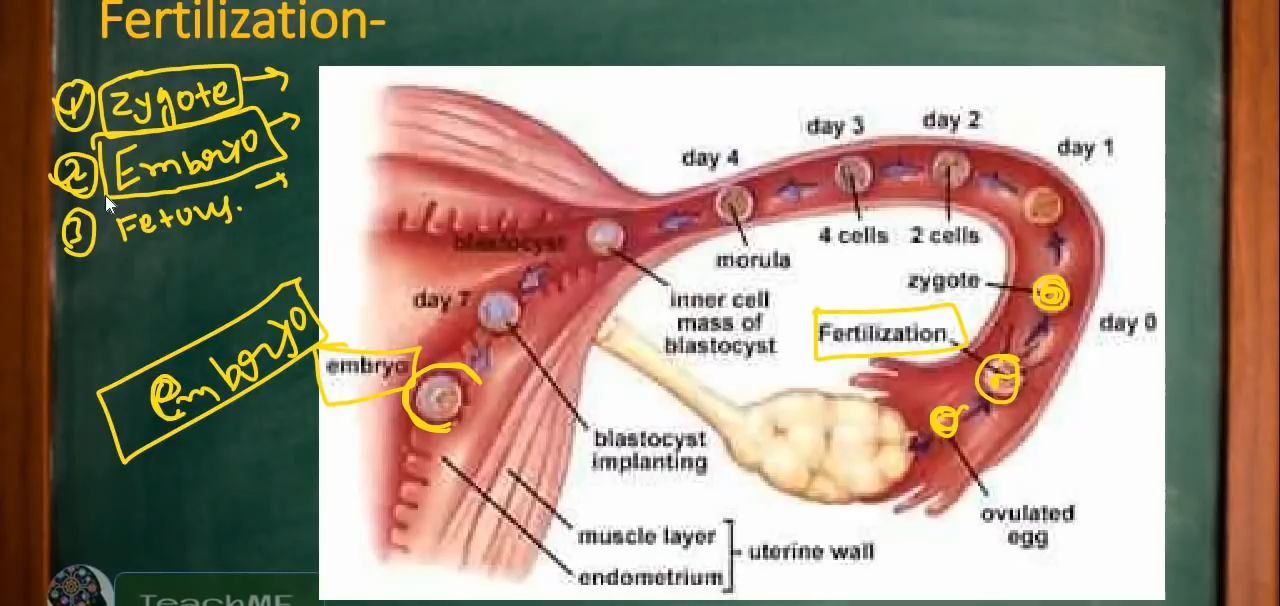 Fertilization-
① Zygote →
② Embryo →
③ Fetovs. →
embryo
day 4
day 3
day 2
day 1
blastocyst
morula
4 cells
2 cells
zygote
day 7
inner cell
mass of
blastocyst
Fertilization
day 0
embryo
blastocyst
implanting
ovulated
egg
muscle layer
uterine wall
endometrium
TeachME